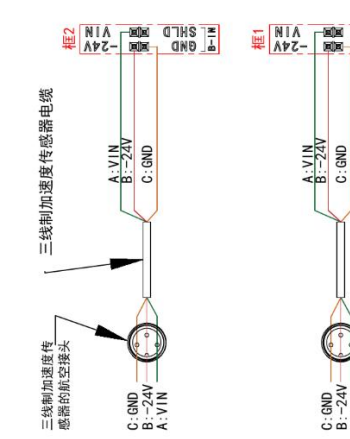 框2
VIN
-24V
SHLD
GND
B-IN
A:VIN
B:-24V
C:GND
三线制加速度传感器电缆
三线制加速度传
感器的航空接头
C:GND
B:-24V
A:VIN
框1
VIN
-24V
A:VIN
B:-24V
C:GND
C:GND
B:-24V